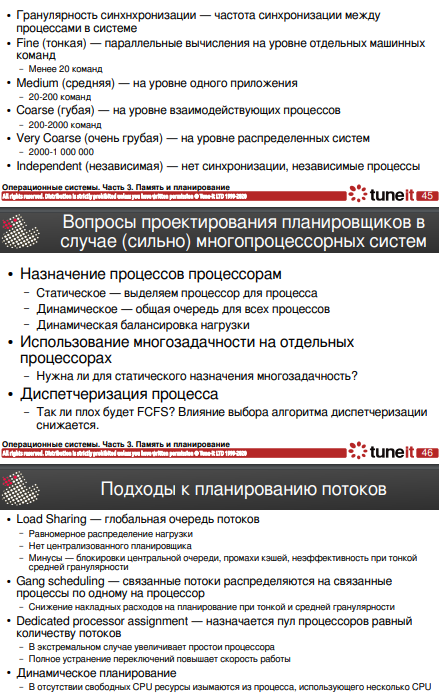 • Гранулярность синхнхронизации — частота синхронизации между
процессами в системе
• Fine (тонкая) — параллельные вычисления на уровне отдельных машинных
команд
– Менее 20 команд
• Medium (средняя) — на уровне одного приложения
– 20-200 команд
• Coarse (губая) — на уровне взаимодействующих процессов
– 200-2000 команд
• Very Coarse (очень грубая) — на уровне распределенных систем
– 2000-1 000 000
• Independent (независимая) — нет синхронизации, независимые процессы
Операционные системы. Часть 3. Память и планирование
All rights reserved. Distribution is strictly prohibited unless you have written permission © Tune-it LTD 1999-2020
tuneit 45
Вопросы проектирования планировщиков в
случае (сильно) многопроцессорных систем
• Назначение процессов процессорам
– Статическое — выделяем процессор для процесса
– Динамическое — общая очередь для всех процессов
– Динамическая балансировка нагрузки
• Использование многозадачности на отдельных
процессорах
– Нужна ли для статического назначения многозадачность?
• Диспетчеризация процесса
– Так ли плох будет FCFS? Влияние выбора алгоритма диспетчеризации
снижается.
Операционные системы. Часть 3. Память и планирование
All rights reserved. Distribution is strictly prohibited unless you have written permission © Tune-it LTD 1999-2020
tuneit 46
Подходы к планированию потоков
• Load Sharing — глобальная очередь потоков
– Равномерное распределение нагрузки
– Нет централизованного планировщика
– Минусы — блокировки центральной очереди, промахи кэшей, неэффективность при тонкой
средней гранулярности
• Gang scheduling — связанные потоки распределяются на связанные
процессы по одному на процессор
– Снижение накладных расходов на планирование при тонкой и средней гранулярности
• Dedicated processor assignment — назначается пул процессоров равный
количеству потоков
– В экстремальном случае увеличивает простои процессора
– Полное устранение переключений повышает скорость работы
• Динамическое планирование
– В отсутствии свободных CPU ресурсы изымаются из процесса, использующего несколько CPU